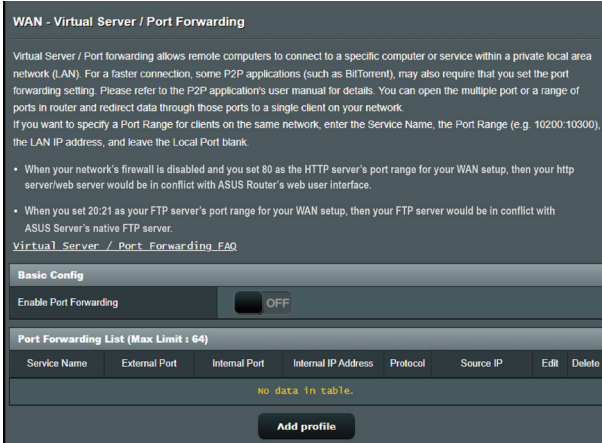 WAN - Virtual Server / Port Forwarding
Virtual Server / Port forwarding allows remote computers to connect to a specific computer or service within a private local area
network (LAN). For a faster connection, some P2P applications (such as BitTorrent), may also require that you set the port
forwarding setting. Please refer to the P2P application's user manual for details. You can open the multiple port or a range of
ports in router and redirect data through those ports to a single client on your network.
If you want to specify a Port Range for clients on the same network, enter the Service Name, the Port Range (e.g. 10200:10300),
the LAN IP address, and leave the Local Port blank.
• When your network's firewall is disabled and you set 80 as the HTTP server's port range for your WAN setup, then your http
server/web server would be in conflict with ASUS Router's web user interface.
• When you set 20:21 as your FTP server's port range for your WAN setup, then your FTP server would be in conflict with
ASUS Server's native FTP server.
Virtual Server / Port Forwarding FAQ
Basic Config
Enable Port Forwarding OFF
Port Forwarding List (Max Limit : 64)
Service Name External Port Internal Port Internal IP Address Protocol Source IP Edit Delete
No data in table.
Add profile